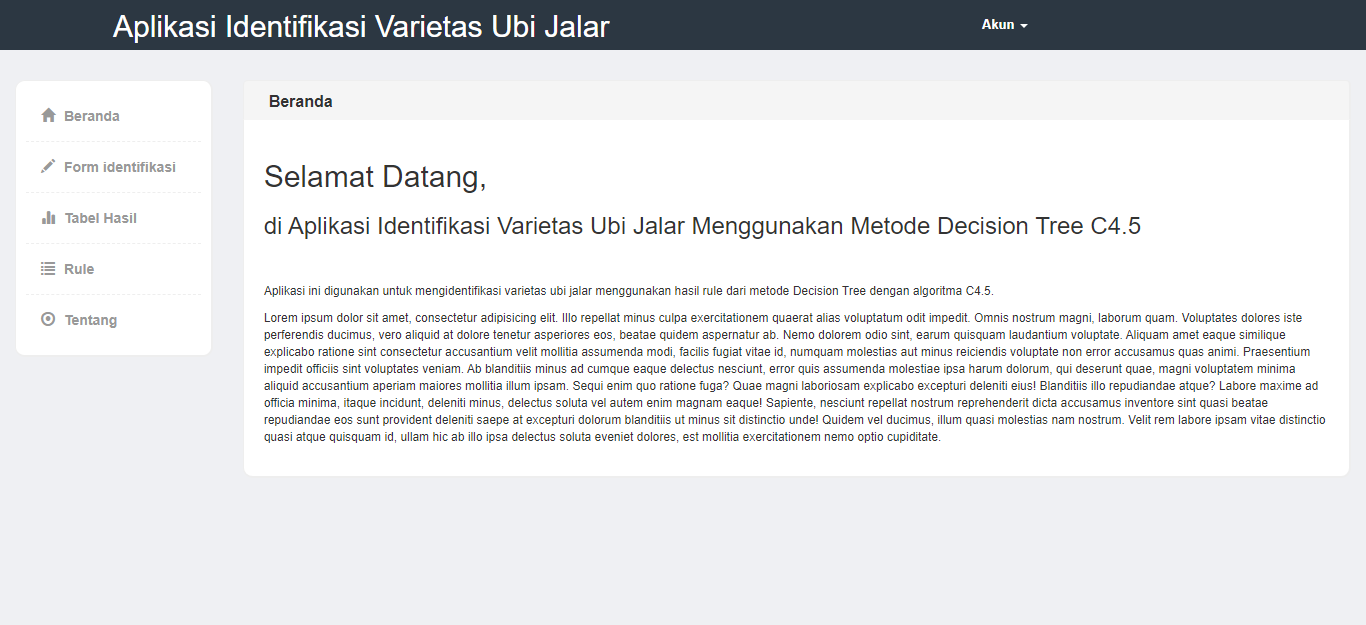 Aplikasi Identifikasi Varietas Ubi Jalar
Akun
Beranda
Form identifikasi
Tabel Hasil
Rule
Tentang
Beranda
Selamat Datang,
di Aplikasi Identifikasi Varietas Ubi Jalar Menggunakan Metode Decision Tree C4.5
Aplikasi ini digunakan untuk mengidentifikasi varietas ubi jalar menggunakan hasil rule dari metode Decision Tree dengan algoritma C4.5.
Lorem ipsum dolor sit amet, consectetur adipisicing elit. Illo repellat minus culpa exercitationem quaerat alias voluptatum odit impedit. Omnis nostrum magni, laborum quam. Voluptates dolores iste
perferendis ducimus, vero aliquid at dolore tenetur asperiores eos, beatae quidem aspernatur ab. Nemo dolorem odio sint, earum quisquam laudantium voluptate. Aliquam amet eaque similique
explicabo ratione sint consectetur accusantium velit mollitia assumenda modi, facilis fugiat vitae id, numquam molestias aut minus reiciendis voluptate non error accusamus quas animi. Praesentium
impedit officiis sint voluptates veniam. Ab blanditiis minus ad cumque eaque delectus nesciunt, error quis assumenda molestiae ipsa harum dolorum, qui deserunt quae, magni voluptatem minima
aliquid accusantium aperiam maiores mollitia illum ipsam. Sequi enim quo ratione fuga? Quae magni laboriosam explicabo excepturi deleniti eius! Blanditiis illo repudiandae atque? Labore maxime ad
officia minima, itaque incidunt, deleniti minus, delectus soluta vel autem enim magnam eaque! Sapiente, nesciunt repellat nostrum reprehenderit dicta accusamus inventore sint quasi beatae
repudiandae eos sunt provident deleniti saepe at excepturi dolorum blanditiis ut minus sit distinctio unde! Quidem vel ducimus, illum quasi molestias nam nostrum. Velit rem labore ipsam vitae distinctio
quasi atque quisquam id, ullam hic ab illo ipsa delectus soluta eveniet dolores, est mollitia exercitationem nemo optio cupiditate.